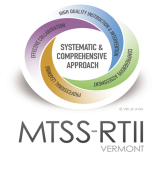 HIGH QUALITY INSTRUCTION & INTERVENTION
EFFECTIVE COLLABORATION
SYSTEMATIC &
COMPREHENSIVE
APPROACH
COMPREHENSIVE ASSESSMENT
PROFESSIONAL LEARNING
MTSS-RTII
VERMONT